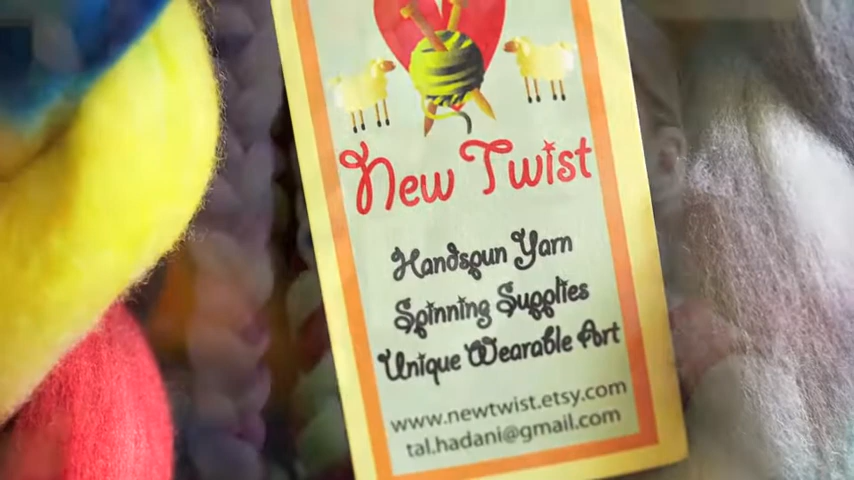 New Twist
Handspun Yarn
Spinning Supplies
Unique Wearable Art
www.newtwist.etsy.com
tal.hadani@gmail.com